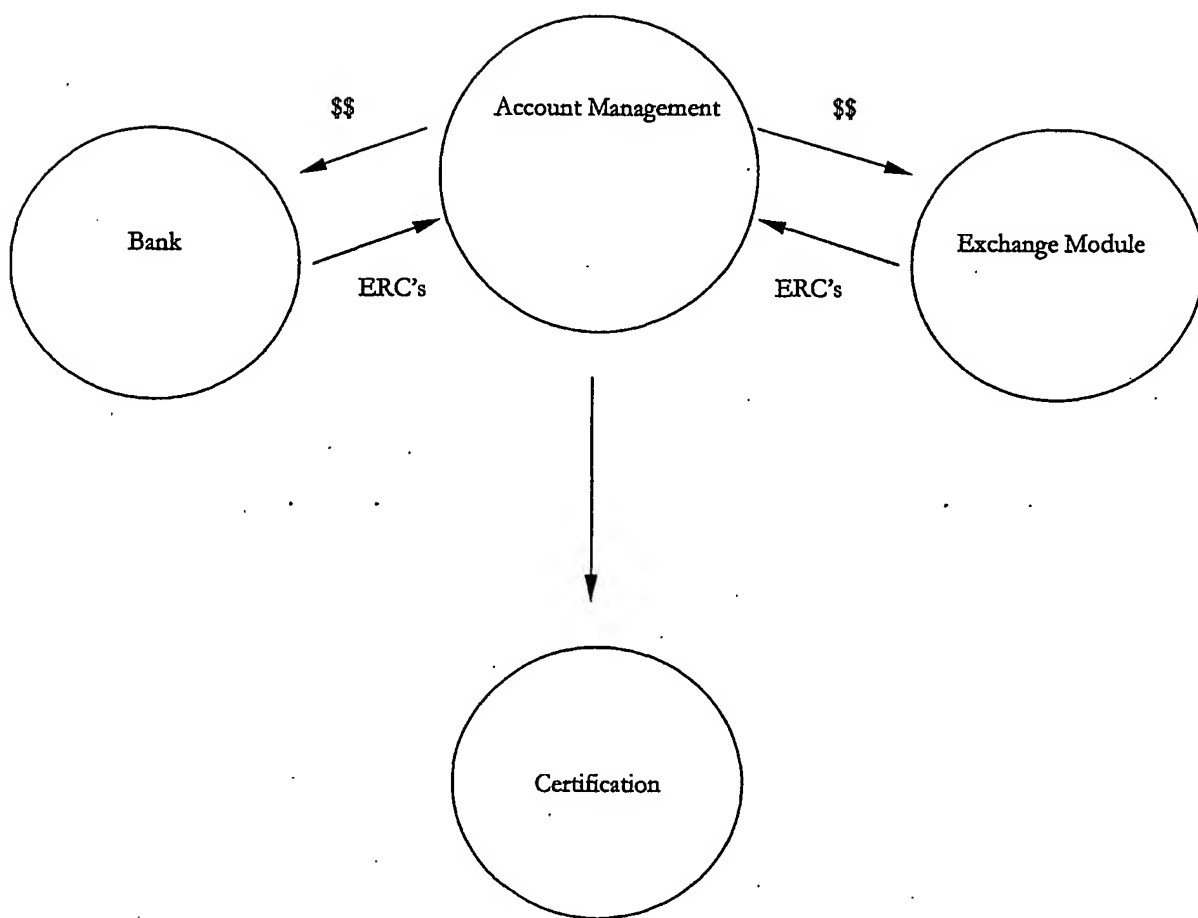 $$
Account Management
$$
Bank
Exchange Module
ERC's
ERC's
Certification